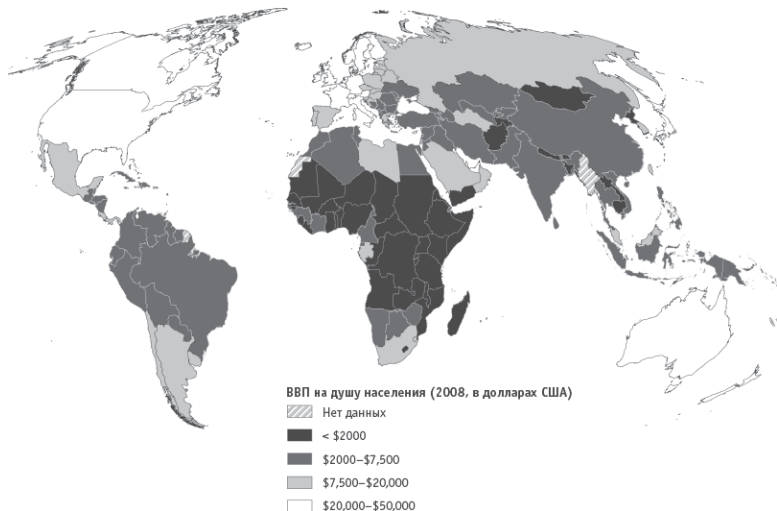 ВВП на душу населения (2008, в долларах США)
Нет данных
< $2000
$2000–$7,500
$7,500–$20,000
$20,000–$50,000